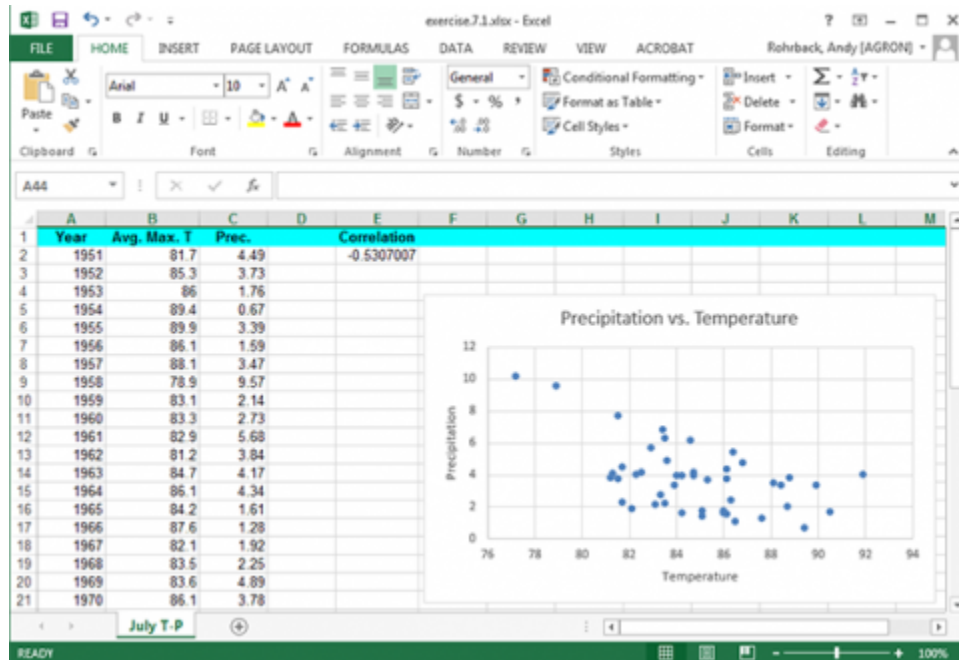 exercise.7.1.xlsx - Excel
FILE HOME INSERT PAGE LAYOUT FORMULAS DATA REVIEW VIEW ACROBAT Rohrback, Andy [AGRON]
Arial 10 General Conditional Formatting Insert
Paste Format as Table Delete
B I U $ % , Cell Styles Format
Clipboard Font Alignment Number Styles Cells Editing
A44 fx
A B C D E F G H I J K L M
1 Year Avg. Max. T Prec. Correlation
2 1951 81.7 4.49 -0.5307007
3 1952 85.3 3.73
4 1953 86 1.76
5 1954 89.4 0.67
6 1955 89.9 3.39
7 1956 86.1 1.59
8 1957 88.1 3.47
9 1958 78.9 9.57
10 1959 83.1 2.14
11 1960 83.3 2.73
12 1961 82.9 5.68
13 1962 81.2 3.84
14 1963 84.7 4.17
15 1964 86.1 4.34
16 1965 84.2 1.61
17 1966 87.6 1.28
18 1967 82.1 1.92
19 1968 83.5 2.25
20 1969 83.6 4.89
21 1970 86.1 3.78
Precipitation vs. Temperature
Precipitation
12
10
8
6
4
2
0
76 78 80 82 84 86 88 90 92 94
Temperature
July T-P
READY 100%